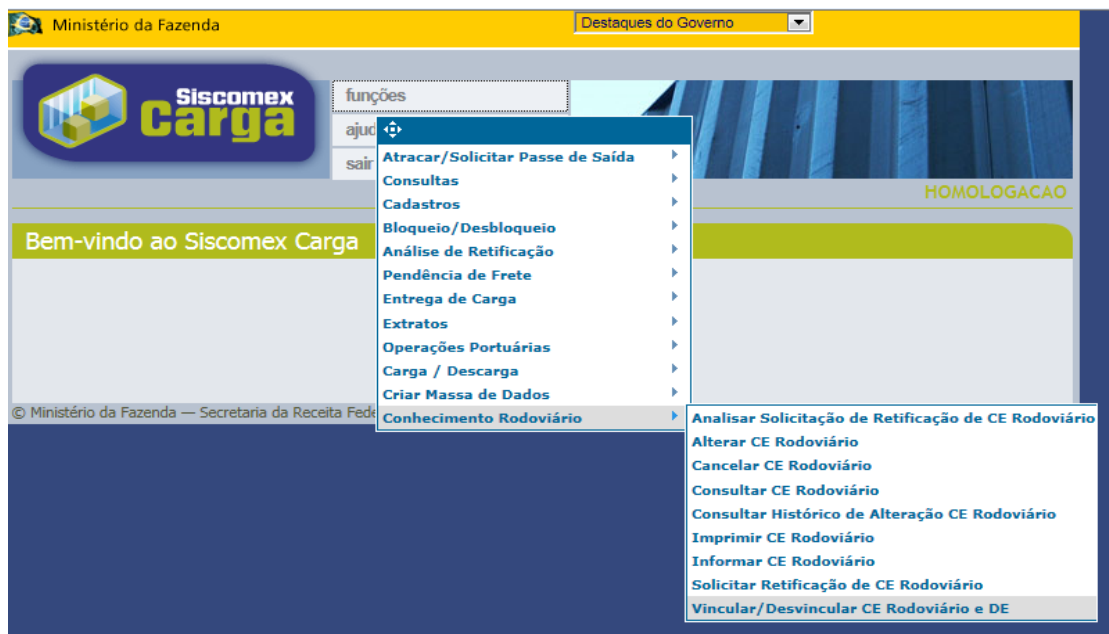 Ministério da Fazenda
Destaques do Governo
Siscomex
Carga
funções
ajud
sair
HOMOLOGACAO
Bem-vindo ao Siscomex Carga
Atracar/Solicitar Passe de Saída
Consultas
Cadastros
Bloqueio/Desbloqueio
Análise de Retificação
Pendência de Frete
Entrega de Carga
Extratos
Operações Portuárias
Carga / Descarga
Criar Massa de Dados
Conhecimento Rodoviário
© Ministério da Fazenda — Secretaria da Receita Fede
Analisar Solicitação de Retificação de CE Rodoviário
Alterar CE Rodoviário
Cancelar CE Rodoviário
Consultar CE Rodoviário
Consultar Histórico de Alteração CE Rodoviário
Imprimir CE Rodoviário
Informar CE Rodoviário
Solicitar Retificação de CE Rodoviário
Vincular/Desvincular CE Rodoviário e DE